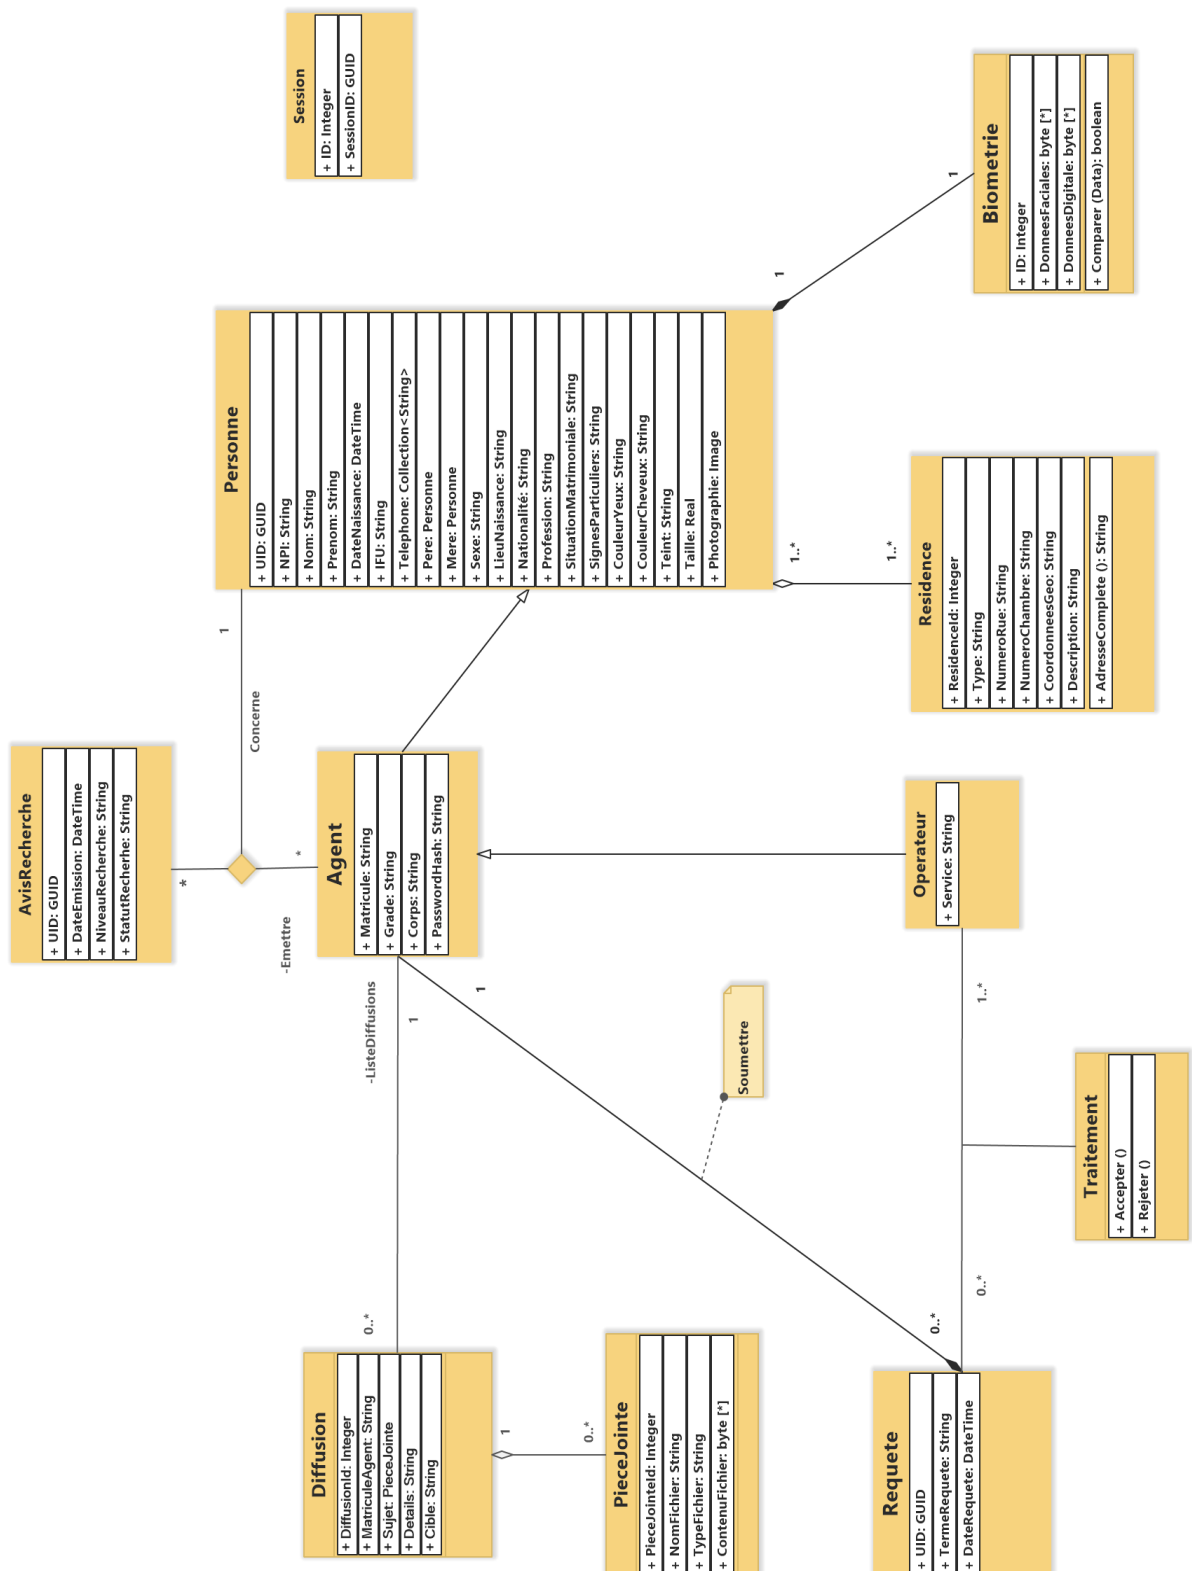 Session
+ ID: Integer
+ SessionID: GUID
Biometrie
+ ID: Integer
+ DonneesFaciales: byte [*]
+ DonneesDigitale: byte [*]
+ Comparer (Data): boolean
1
1
Personne
+ UID: GUID
+ NPI: String
+ Nom: String
+ Prenom: String
+ DateNaissance: DateTime
+ IFU: String
+ Telephone: Collection<String>
+ Pere: Personne
+ Mere: Personne
+ Sexe: String
+ LieuNaissance: String
+ Nationalité: String
+ Profession: String
+ SituationMatrimoniale: String
+ SignesParticuliers: String
+ CouleurYeux: String
+ CouleurCheveux: String
+ Teint: String
+ Taille: Real
+ Photographie: Image
1..*
1..*
Residence
+ ResidenceId: Integer
+ Type: String
+ NumeroRue: String
+ NumeroChambre: String
+ CoordonneesGeo: String
+ Description: String
+ AdresseComplete (): String
1
Concerne
AvisRecherche
+ UID: GUID
+ DateEmission: DateTime
+ NiveauRecherche: String
+ StatutRecherhe: String
*
*
-Emettre
Agent
+ Matricule: String
+ Grade: String
+ Corps: String
+ PasswordHash: String
Operateur
+ Service: String
-ListeDiffusions
1
1
Soumettre
1..*
Traitement
+ Accepter ()
+ Rejeter ()
0..*
0..*
0..*
Diffusion
+ DiffusionId: Integer
+ MatriculeAgent: String
+ Sujet: PieceJointe
+ Details: String
+ Cible: String
1
0..*
PieceJointe
+ PieceJointeId: Integer
+ NomFichier: String
+ TypeFichier: String
+ ContenuFichier: byte [*]
Requete
+ UID: GUID
+ TermeRequete: String
+ DateRequete: DateTime